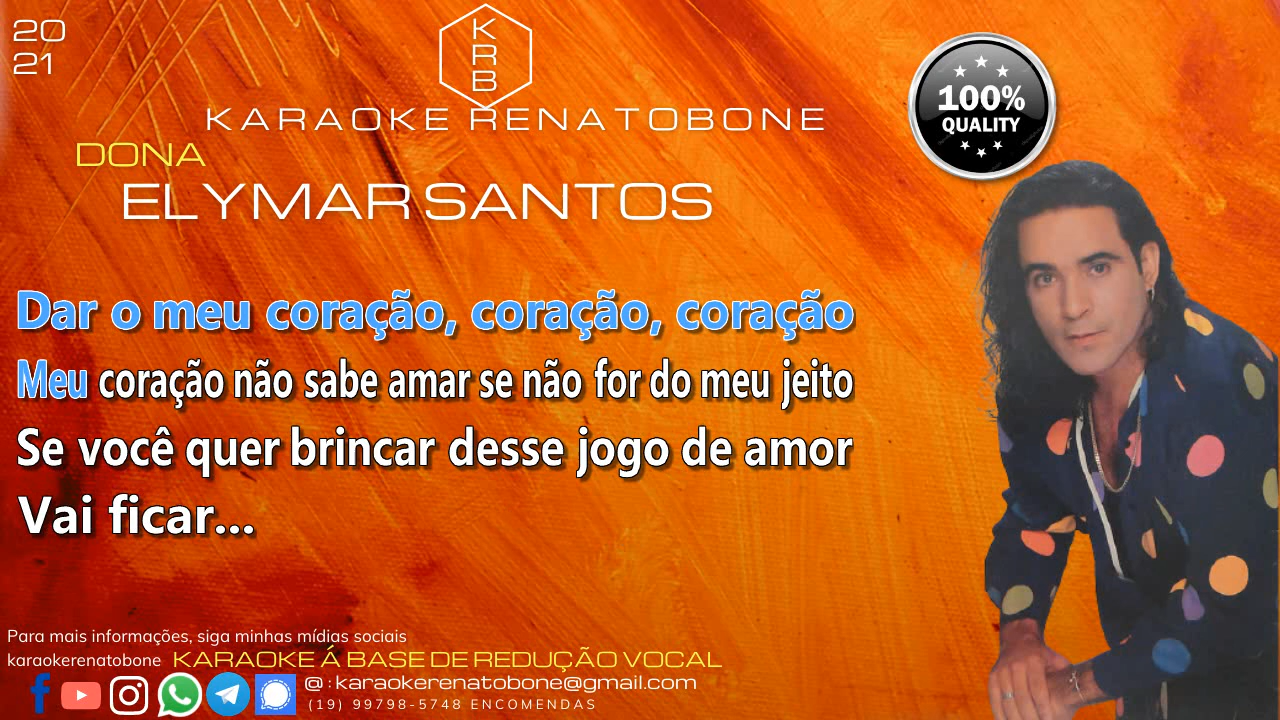 20
21
K
R
B
KARAOKE RENATOBONE
100%
QUALITY
DONA
ELYMAR SANTOS
Dar o meu coração, coração, coração
Meu coração não sabe amar se não for do meu jeito
Se você quer brincar desse jogo de amor
Vai ficar...
Para mais informações, siga minhas mídias sociais
karaokerenatobone KARAOKE Á BASE DE REDUÇÃO VOCAL
@ : karaokerenatobone@gmail.com
(19) 99798-5748 ENCOMENDAS